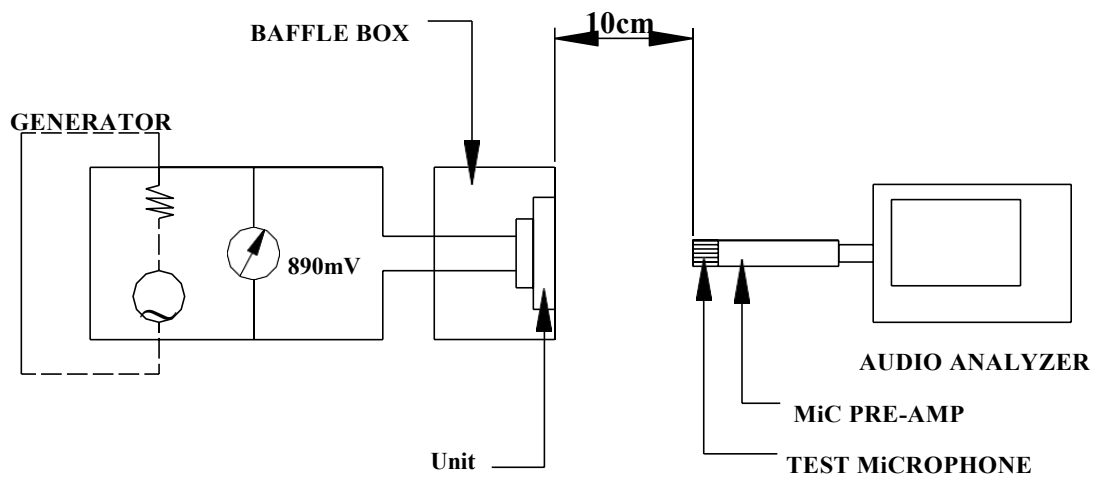 10cm
BAFFLE BOX
GENERATOR
890mV
AUDIO ANALYZER
MiC PRE-AMP
Unit
TEST MiCROPHONE